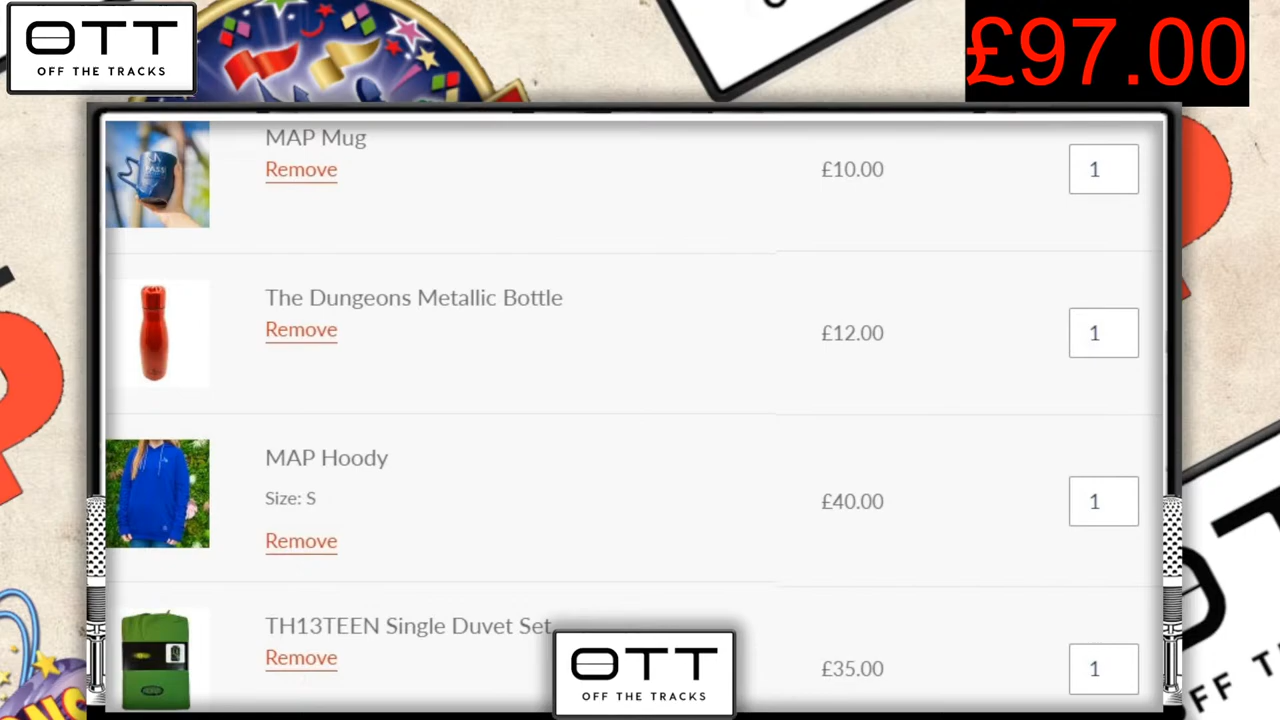 OTT
OFF THE TRACKS
£97.00
MAP Mug
Remove
£10.00
1
The Dungeons Metallic Bottle
Remove
£12.00
1
MAP Hoody
Size: S
Remove
£40.00
1
TH13TEEN Single Duvet Set
Remove
£35.00
1
OTT
OFF THE TRACKS